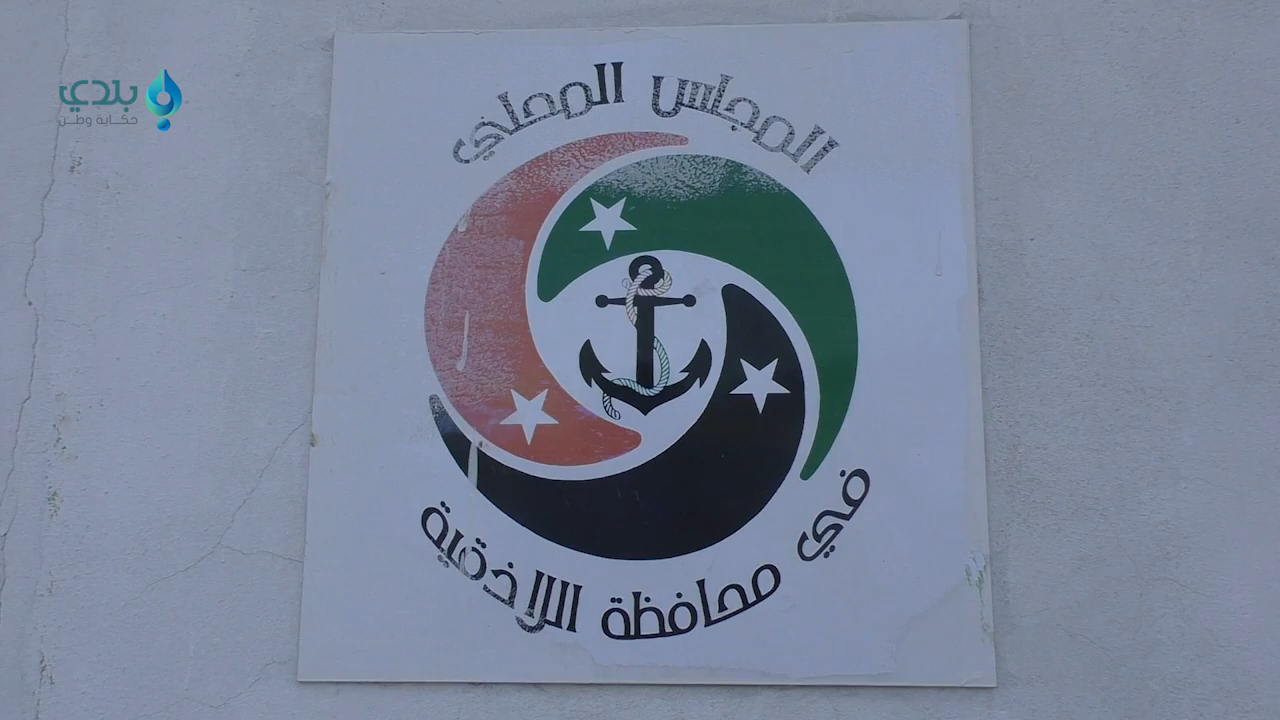 بلدي
حكاية وطن
المجلس المحلي
في محافظة اللاذقية